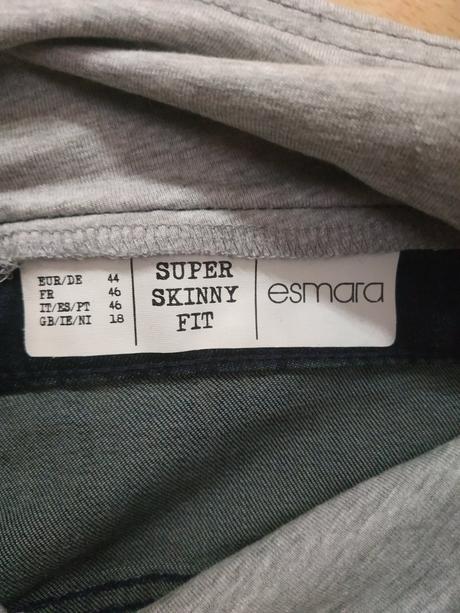 EUR/DE 44
FR 46
IT/ES/PT 46
GB/IE/NI 18
SUPER
SKINNY
FIT
esmara